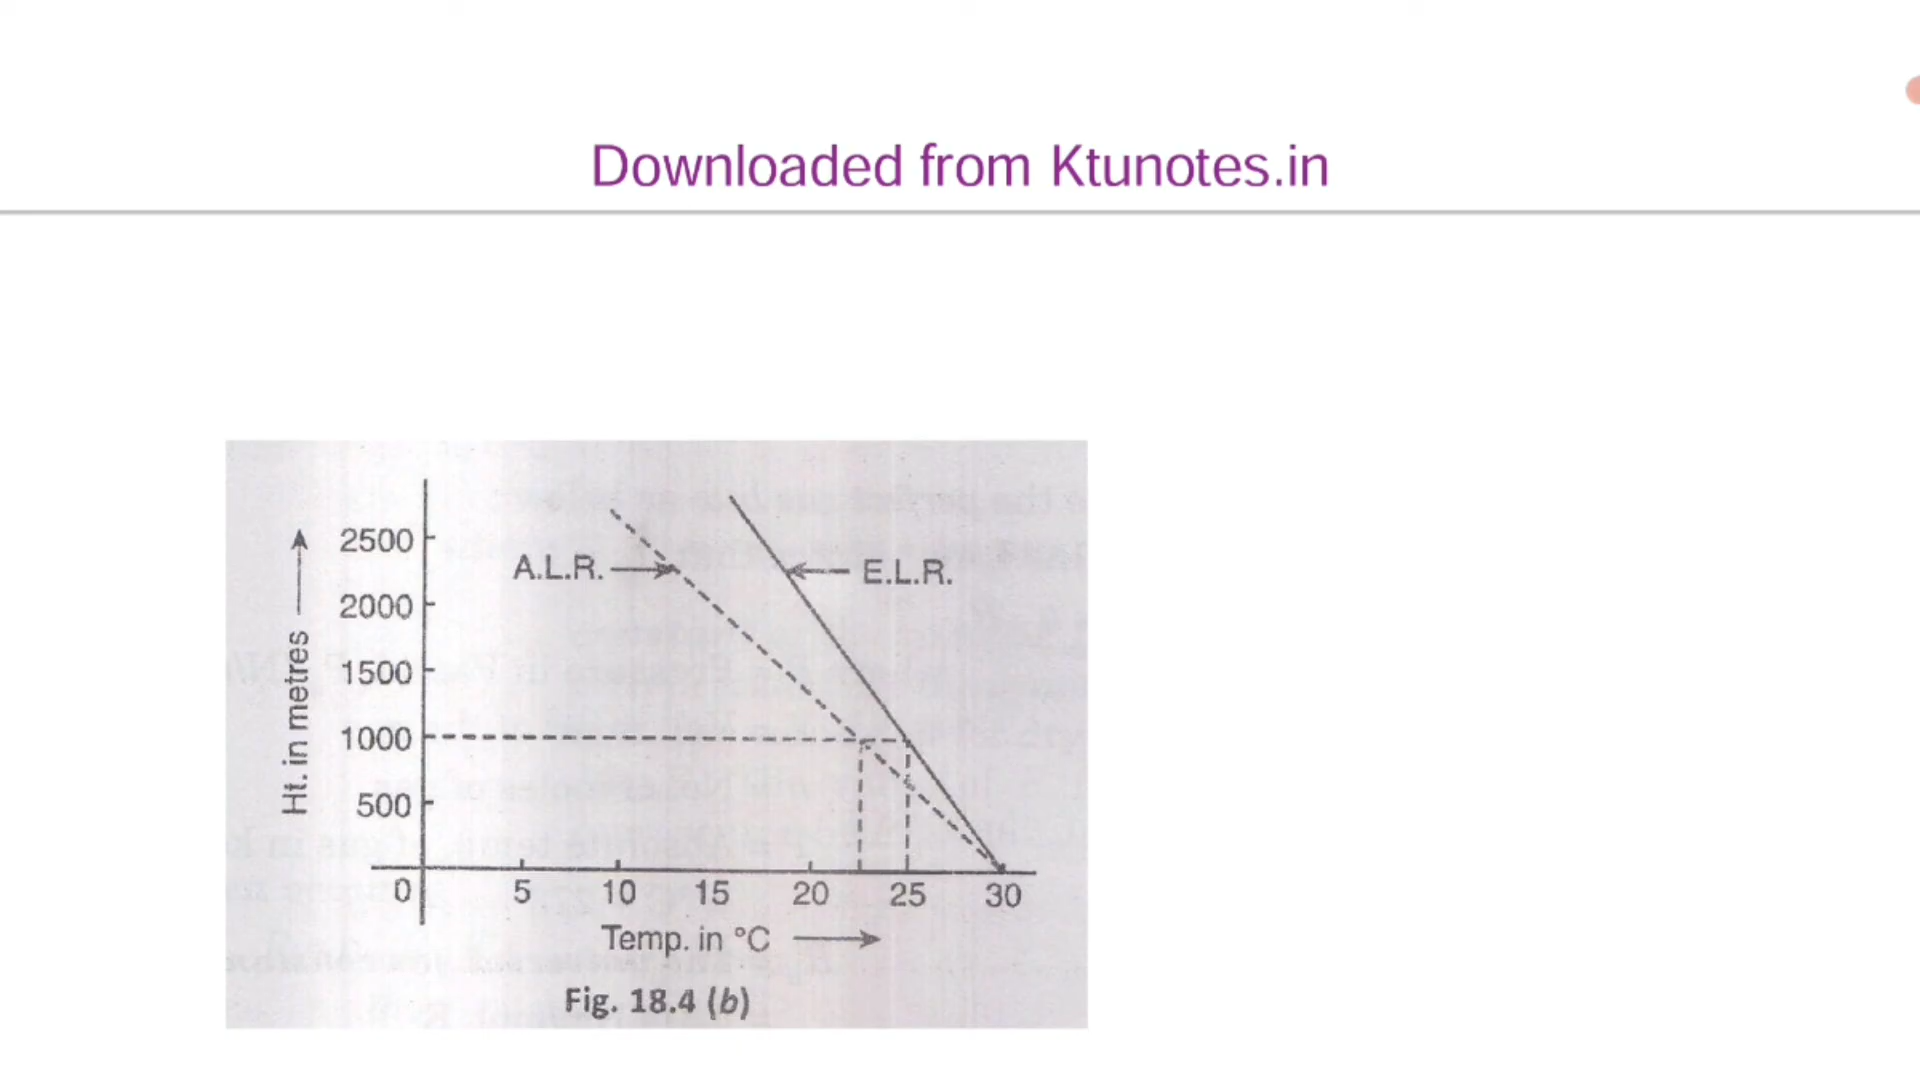 Downloaded from Ktunotes.in
2500
A.L.R.
E.L.R.
2000
1500
1000
500
Ht. in metres
0 5 10 15 20 25 30
Temp. in °C
Fig. 18.4 (b)